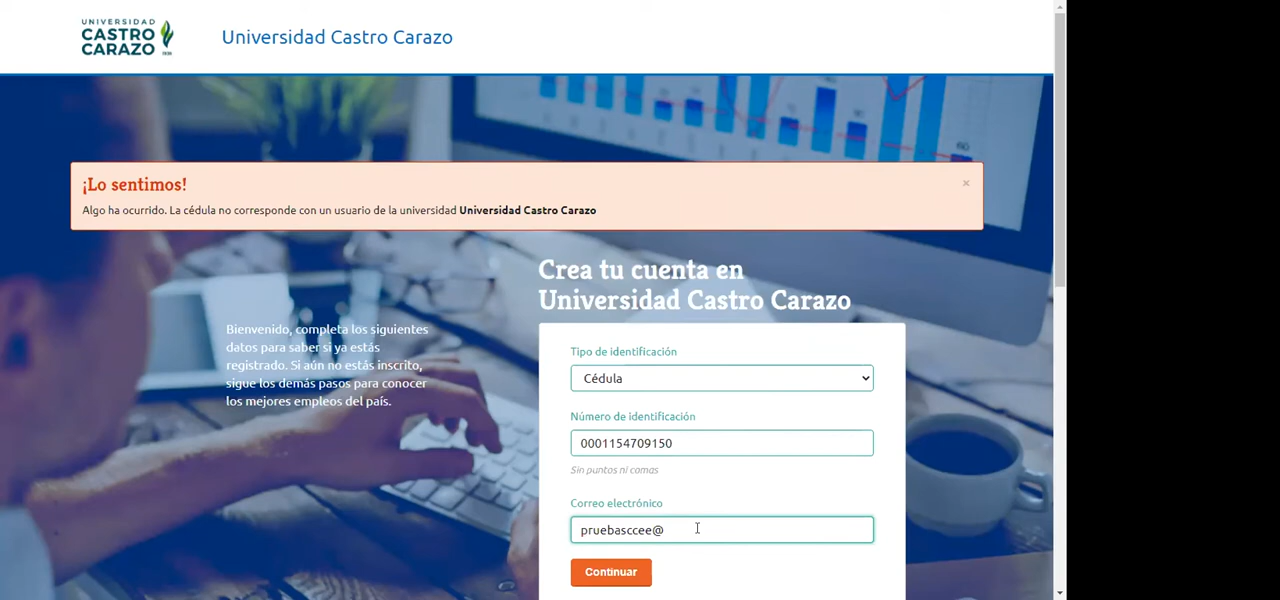 UNIVERSIDAD
CASTRO
CARAZO
Universidad Castro Carazo
60
¡Lo sentimos!
×
Algo ha ocurrido. La cédula no corresponde con un usuario de la universidad Universidad Castro Carazo
Crea tu cuenta en
Universidad Castro Carazo
Bienvenido, completa los siguientes
datos para saber si ya estás
registrado. Si aún no estás inscrito,
sigue los demás pasos para conocer
los mejores empleos del país.
Tipo de identificación
Cédula
Número de identificación
0001154709150
Sin puntos ni comas
Correo electrónico
pruebasccee@
Continuar